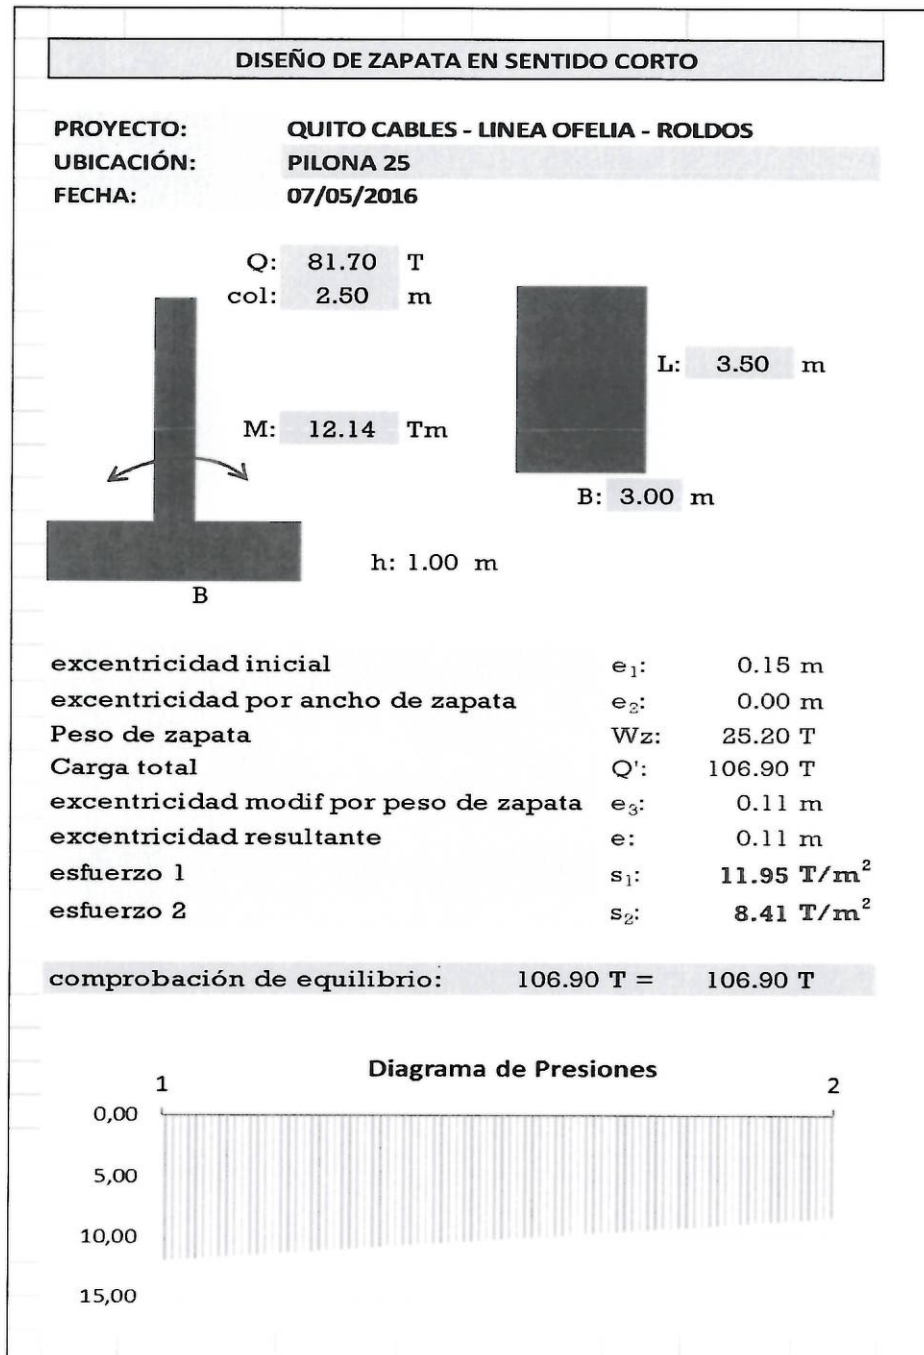 DISEÑO DE ZAPATA EN SENTIDO CORTO
PROYECTO: QUITO CABLES - LINEA OFELIA - ROLDOS
UBICACIÓN: PILONA 25
FECHA: 07/05/2016
Q: 81.70 T
col: 2.50 m
L: 3.50 m
M: 12.14 Tm
B: 3.00 m
h: 1.00 m
B
excentricidad inicial e₁: 0.15 m
excentricidad por ancho de zapata e₂: 0.00 m
Peso de zapata Wz: 25.20 T
Carga total Q': 106.90 T
excentricidad modif por peso de zapata e₃: 0.11 m
excentricidad resultante e: 0.11 m
esfuerzo 1 s₁: 11.95 T/m²
esfuerzo 2 s₂: 8.41 T/m²
comprobación de equilibrio: 106.90 T = 106.90 T
Diagrama de Presiones
1 2
0,00
5,00
10,00
15,00